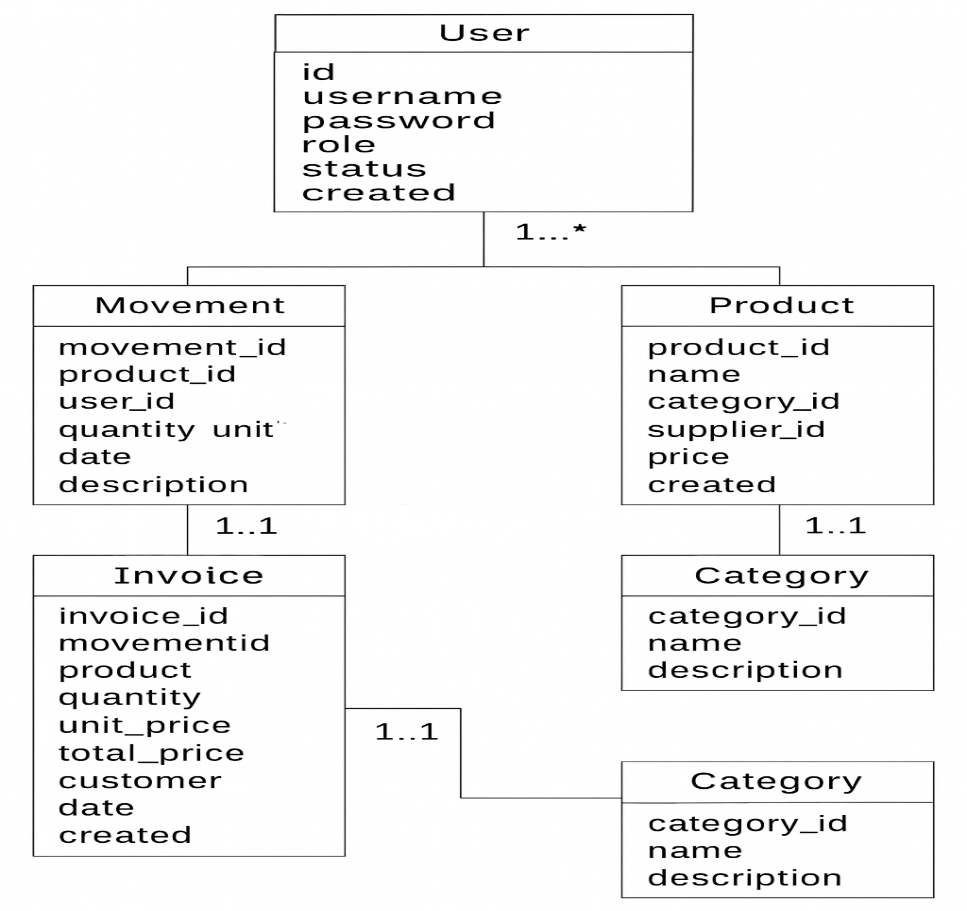 User
id
username
password
role
status
created
1...*
Movement
movement_id
product_id
user_id
quantity unit
date
description
Product
product_id
name
category_id
supplier_id
price
created
1..1
1..1
Invoice
invoice_id
movementid
product
quantity
unit_price
total_price
customer
date
created
Category
category_id
name
description
1..1
Category
category_id
name
description